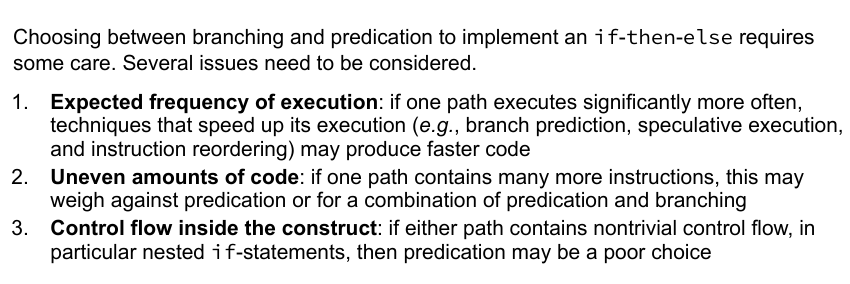 Choosing between branching and predication to implement an if-then-else requires
some care. Several issues need to be considered.
1. Expected frequency of execution: if one path executes significantly more often,
techniques that speed up its execution (e.g., branch prediction, speculative execution,
and instruction reordering) may produce faster code
2. Uneven amounts of code: if one path contains many more instructions, this may
weigh against predication or for a combination of predication and branching
3. Control flow inside the construct: if either path contains nontrivial control flow, in
particular nested if-statements, then predication may be a poor choice